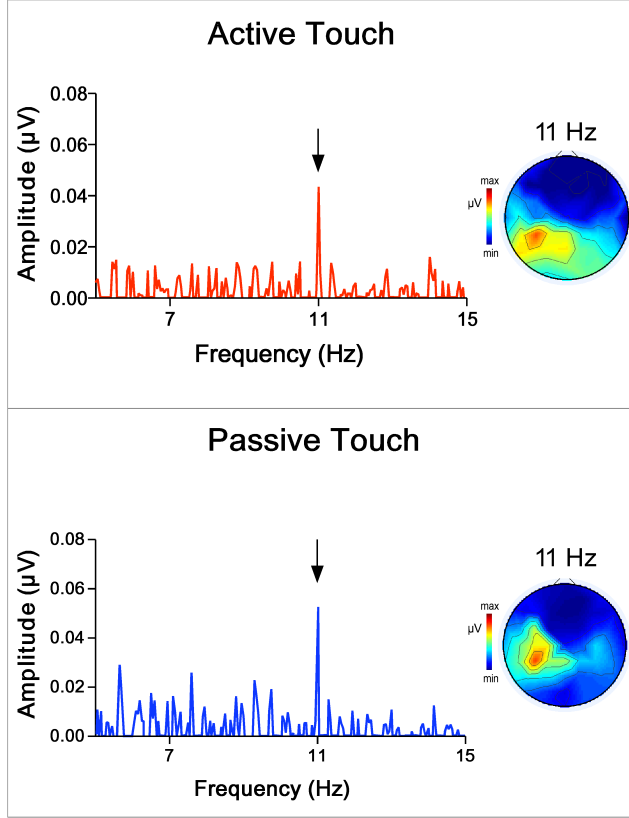 Active Touch
0.08
0.06
0.04
0.02
0.00
Amplitude (µV)
7
11
15
Frequency (Hz)
11 Hz
max
µV
min
Passive Touch
0.08
0.06
0.04
0.02
0.00
Amplitude (µV)
7
11
15
Frequency (Hz)
11 Hz
max
µV
min